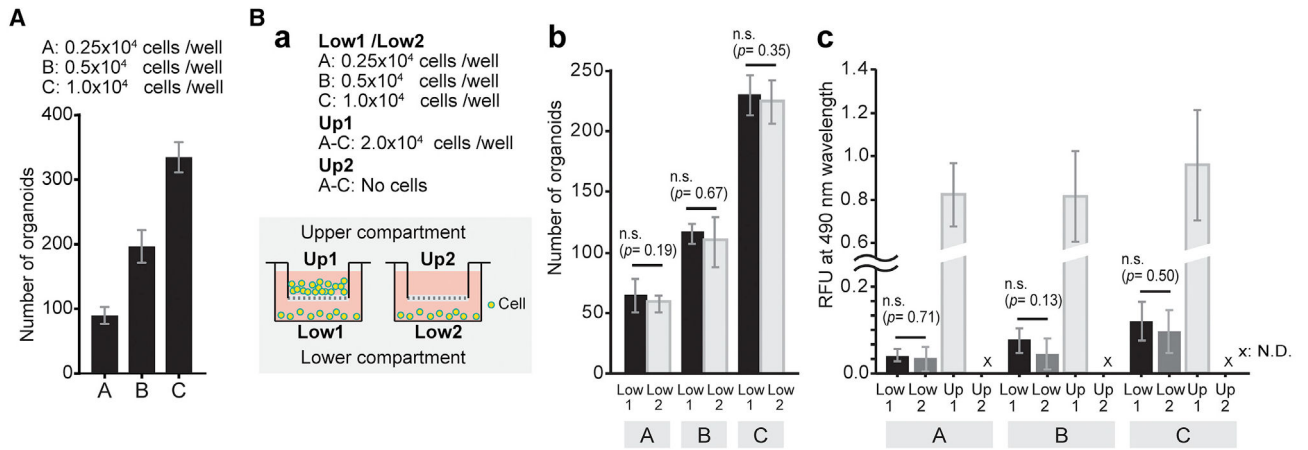 A
A: 0.25x10⁴ cells /well
B: 0.5x10⁴ cells /well
C: 1.0x10⁴ cells /well
Number of organoids
400
300
200
100
0
A B C
B
a
Low1 /Low2
A: 0.25x10⁴ cells /well
B: 0.5x10⁴ cells /well
C: 1.0x10⁴ cells /well
Up1
A-C: 2.0x10⁴ cells /well
Up2
A-C: No cells
Upper compartment
Up1 Up2
Cell
Low1 Low2
Lower compartment
b
Number of organoids
250
200
150
100
50
0
n.s.
(p= 0.19)
n.s.
(p= 0.67)
n.s.
(p= 0.35)
Low Low Low Low Low Low
1 2 1 2 1 2
A B C
c
RFU at 490 nm wavelength
1.4
1.2
1.0
0.8
0.6
0.2
0.0
n.s.
(p= 0.71)
n.s.
(p= 0.13)
n.s.
(p= 0.50)
x x x
x: N.D.
Low Low Up Up Low Low Up Up Low Low Up Up
1 2 1 2 1 2 1 2 1 2 1 2
A B C